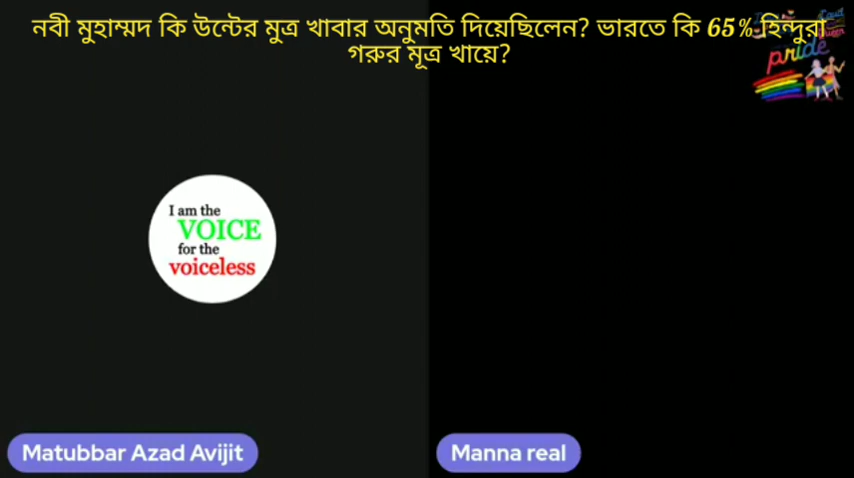 নবী মুহাম্মদ কি উন্টের মুত্র খাবার অনুমতি দিয়েছিলেন? ভারতে কি 65% হিন্দুরা
গরুর মূত্র খায়ে?
pride
I am the
VOICE
for the
voiceless
Matubbar Azad Avijit
Manna real